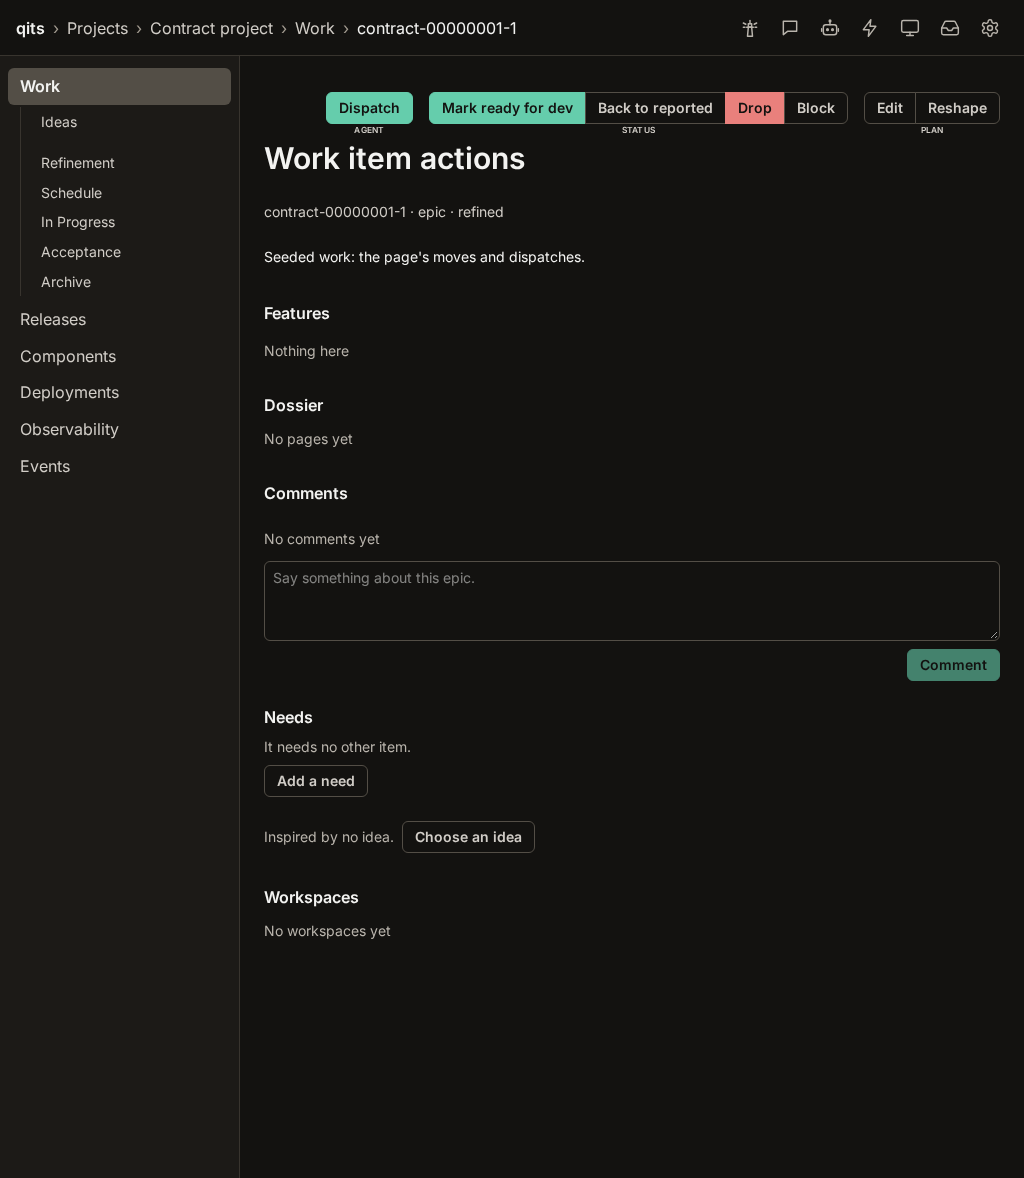 qits › Projects › Contract project › Work › contract-00000001-1
Work
Ideas
Refinement
Schedule
In Progress
Acceptance
Archive
Releases
Components
Deployments
Observability
Events
Dispatch
AGENT
Mark ready for dev Back to reported Drop Block
STATUS
Edit Reshape
PLAN
Work item actions
contract-00000001-1 · epic · refined
Seeded work: the page's moves and dispatches.
Features
Nothing here
Dossier
No pages yet
Comments
No comments yet
Say something about this epic.
Comment
Needs
It needs no other item.
Add a need
Inspired by no idea. Choose an idea
Workspaces
No workspaces yet